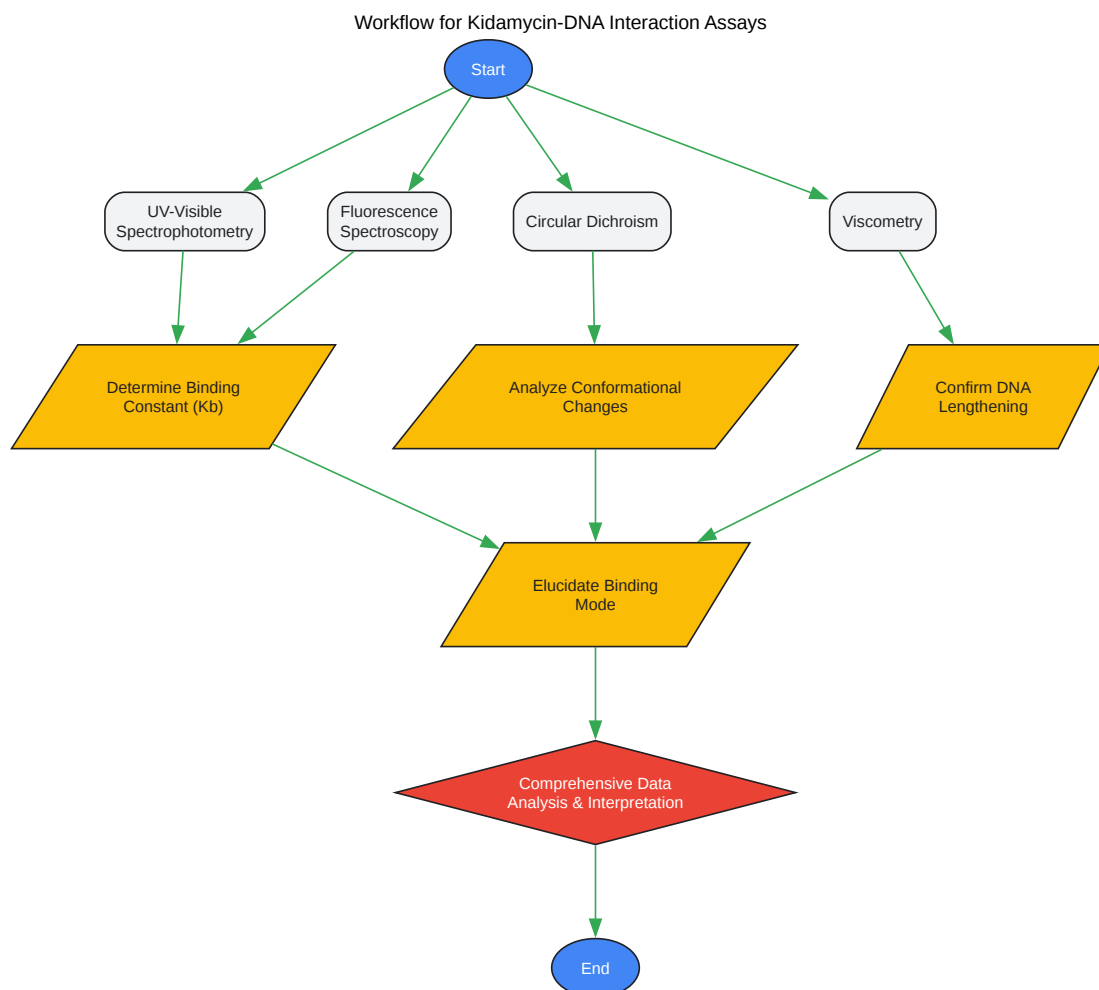 Workflow for Kidamycin-DNA Interaction Assays
Start
UV-Visible
Spectrophotometry
Fluorescence
Spectroscopy
Circular Dichroism
Viscometry
Determine Binding
Constant (Kb)
Analyze Conformational
Changes
Confirm DNA
Lengthening
Elucidate Binding
Mode
Comprehensive Data
Analysis & Interpretation
End